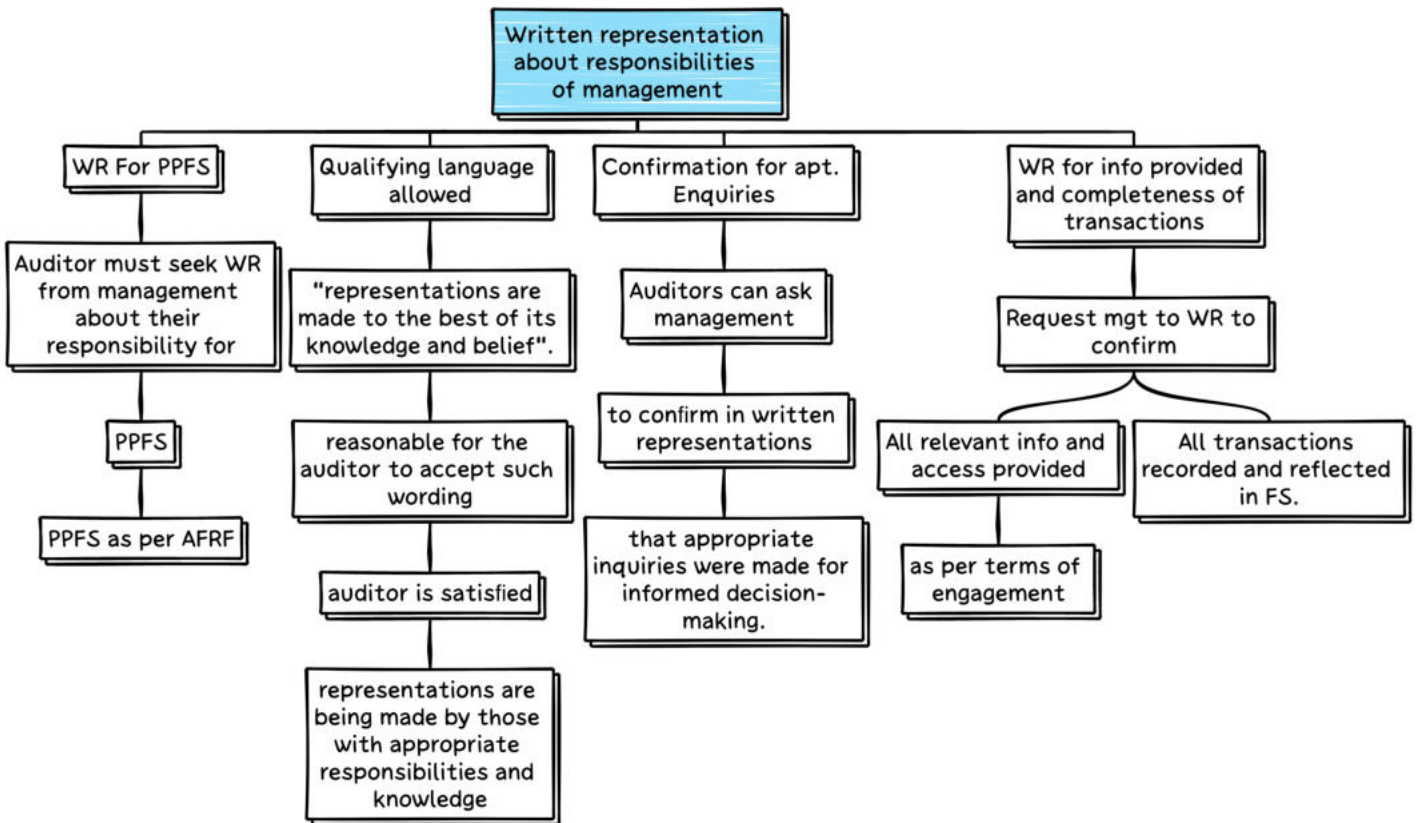 Written representation
about responsibilities
of management
WR For PPFS
Auditor must seek WR
from management
about their
responsibility for
PPFS
PPFS as per AFRF
Qualifying language
allowed
"representations are
made to the best of its
knowledge and belief".
reasonable for the
auditor to accept such
wording
auditor is satisfied
representations are
being made by those
with appropriate
responsibilities and
knowledge
Confirmation for apt.
Enquiries
Auditors can ask
management
to confirm in written
representations
that appropriate
inquiries were made for
informed decision-
making.
WR for info provided
and completeness of
transactions
Request mgt to WR to
confirm
All relevant info and
access provided
as per terms of
engagement
All transactions
recorded and reflected
in FS.